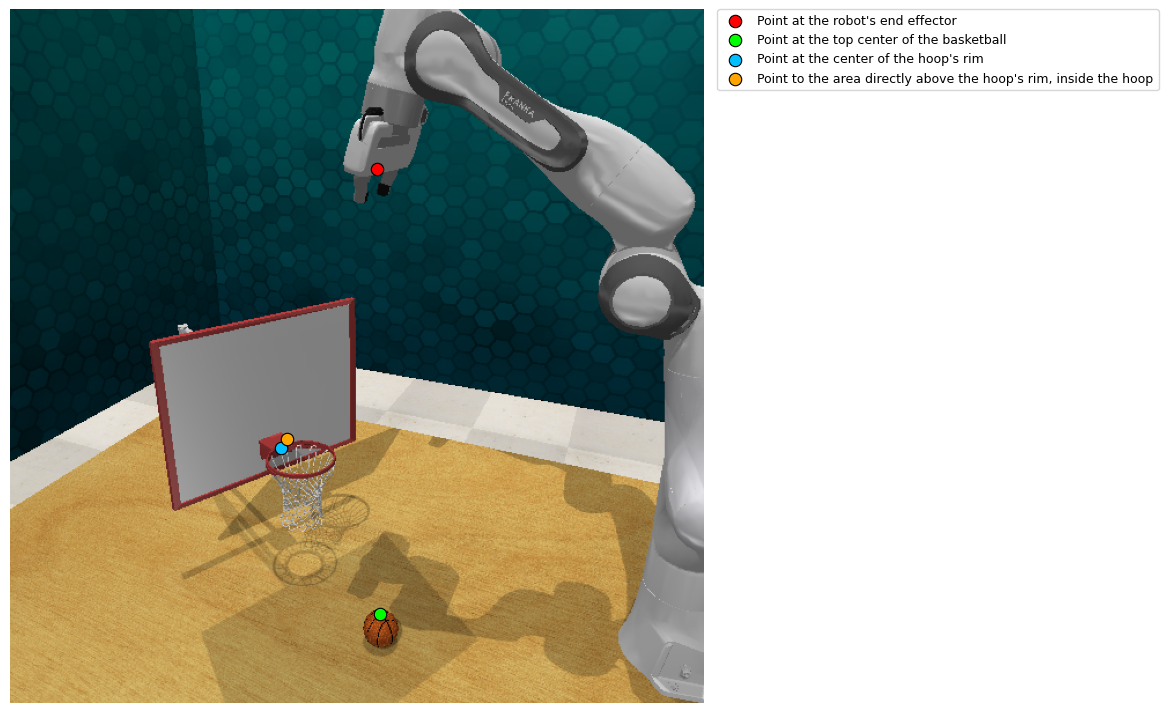 Point at the robot's end effector
Point at the top center of the basketball
Point at the center of the hoop's rim
Point to the area directly above the hoop's rim, inside the hoop
FRANKA